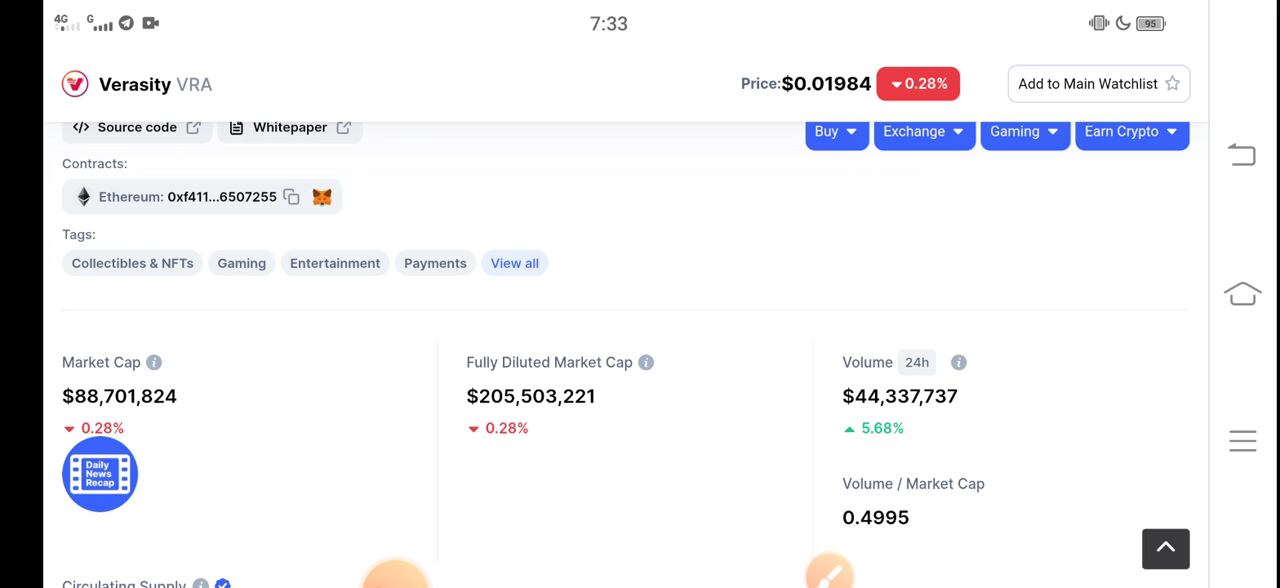 4G G 7:33 95
Verasity VRA Price:$0.01984 0.28% Add to Main Watchlist
Source code Whitepaper Buy Exchange Gaming Earn Crypto
Contracts:
Ethereum: 0xf411...6507255
Tags:
Collectibles & NFTs Gaming Entertainment Payments View all
Market Cap Fully Diluted Market Cap Volume 24h
$88,701,824 $205,503,221 $44,337,737
0.28% 0.28% 5.68%
Daily
News
Recap
Volume / Market Cap
0.4995
Circulating Supply